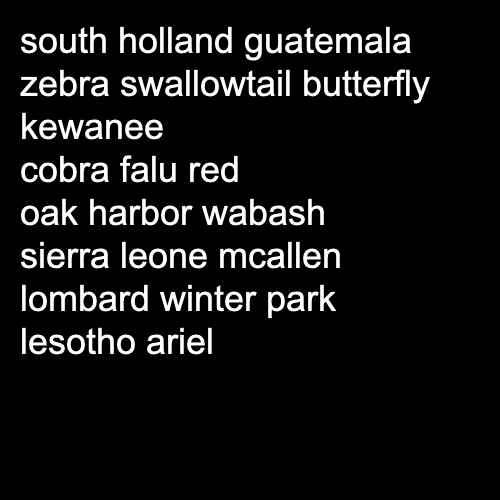 south holland guatemala
zebra swallowtail butterfly
kewanee
cobra falu red
oak harbor wabash
sierra leone mcallen
lombard winter park
lesotho ariel